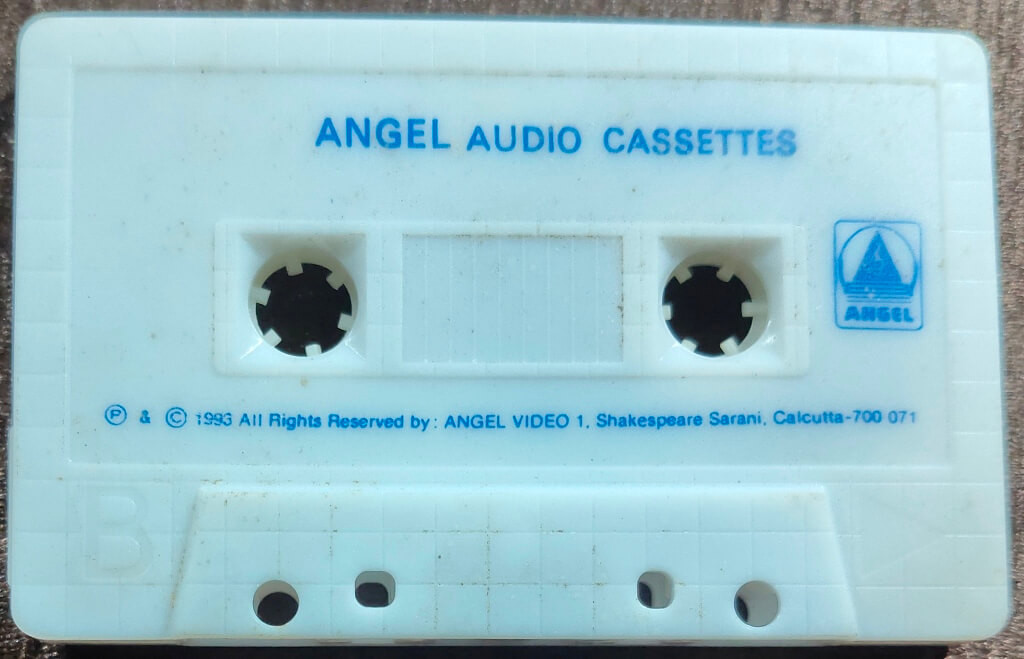 ANGEL AUDIO CASSETTES
ANGEL
Ⓟ & © 1993 All Rights Reserved by: ANGEL VIDEO 1, Shakespeare Sarani, Calcutta-700 071
B